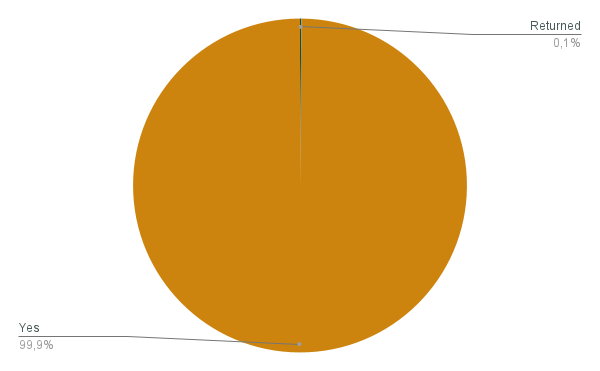 Returned
0,1%
Yes
99,9%